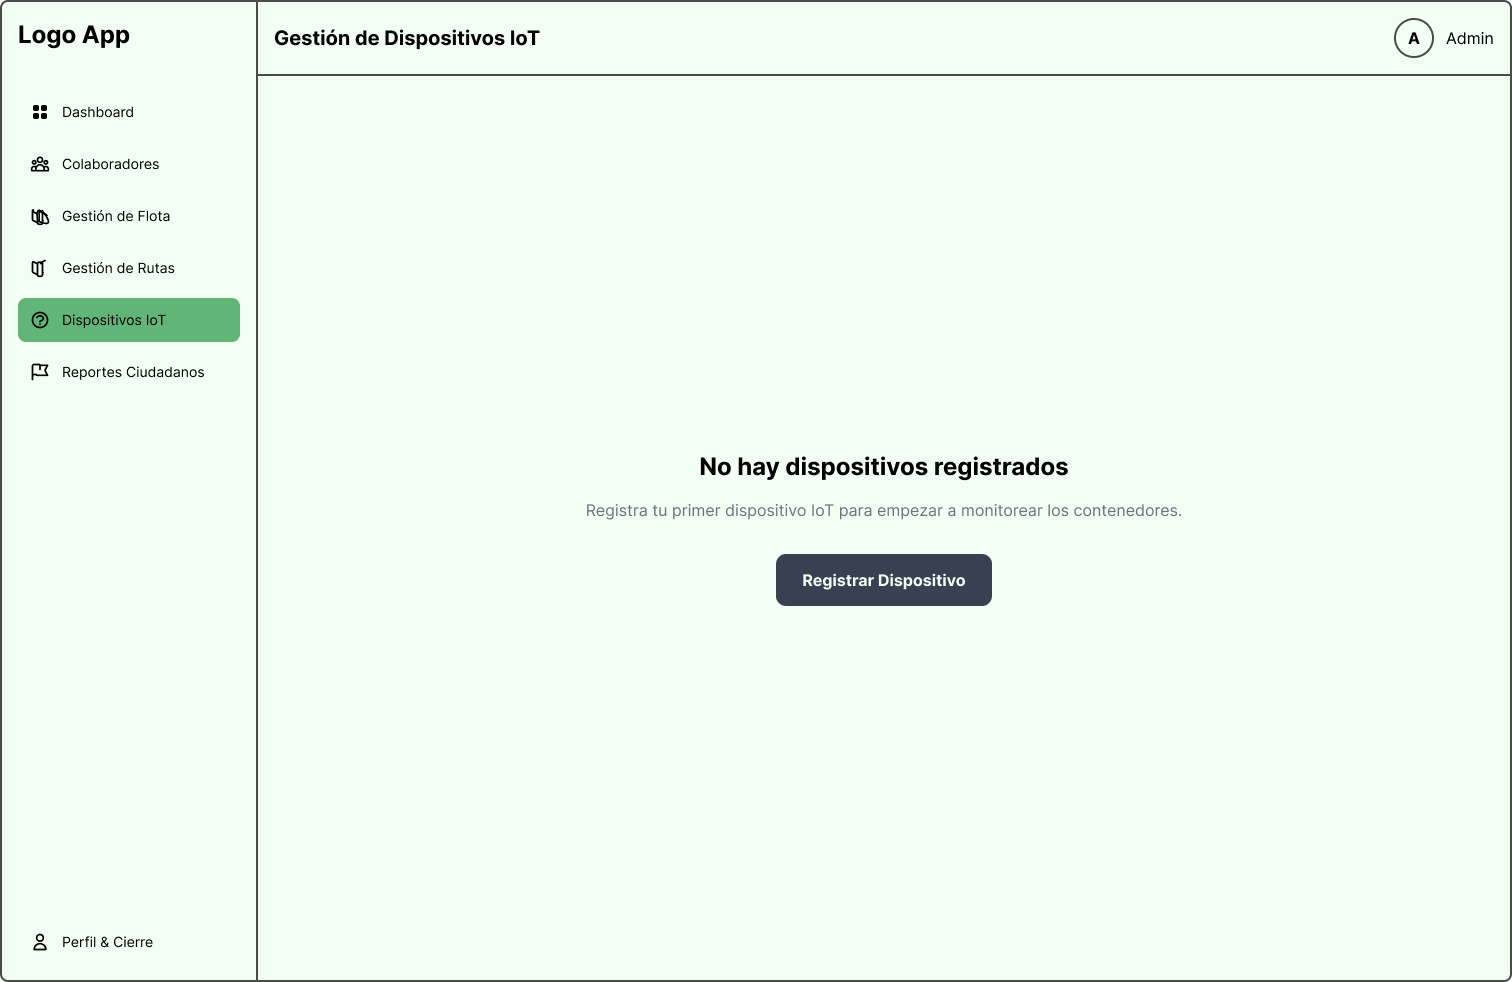 Logo App
Dashboard
Colaboradores
Gestión de Flota
Gestión de Rutas
Dispositivos IoT
Reportes Ciudadanos
Perfil & Cierre
Gestión de Dispositivos IoT
A
Admin
No hay dispositivos registrados
Registra tu primer dispositivo IoT para empezar a monitorear los contenedores.
Registrar Dispositivo